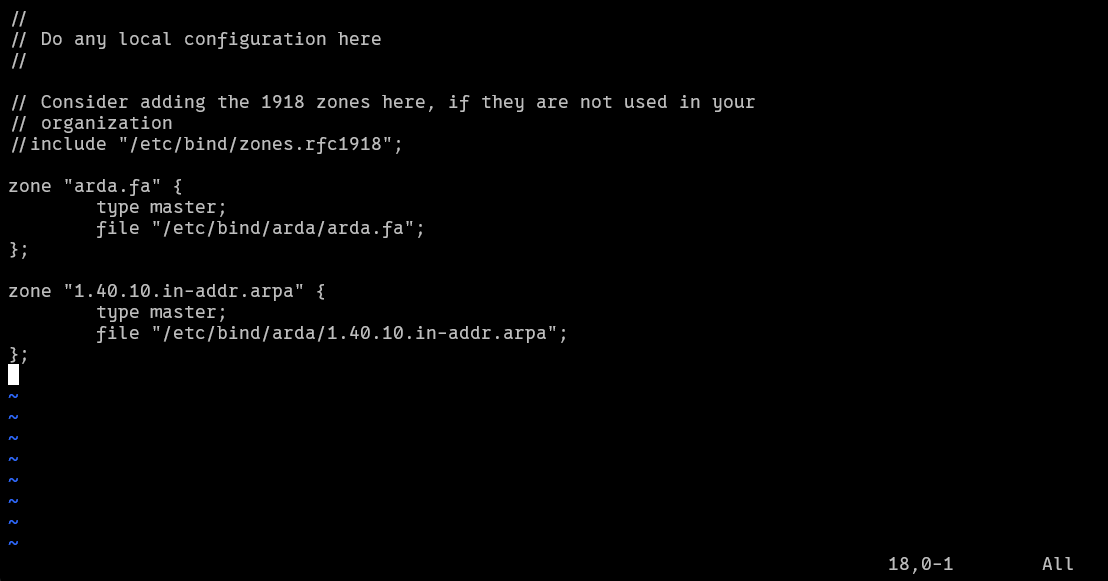 //
// Do any local configuration here
//
// Consider adding the 1918 zones here, if they are not used in your
// organization
//include "/etc/bind/zones.rfc1918";
zone "arda.fa" {
type master;
file "/etc/bind/arda/arda.fa";
};
zone "1.40.10.in-addr.arpa" {
type master;
file "/etc/bind/arda/1.40.10.in-addr.arpa";
};
~
~
~
~
~
~
~
~
18,0-1 All